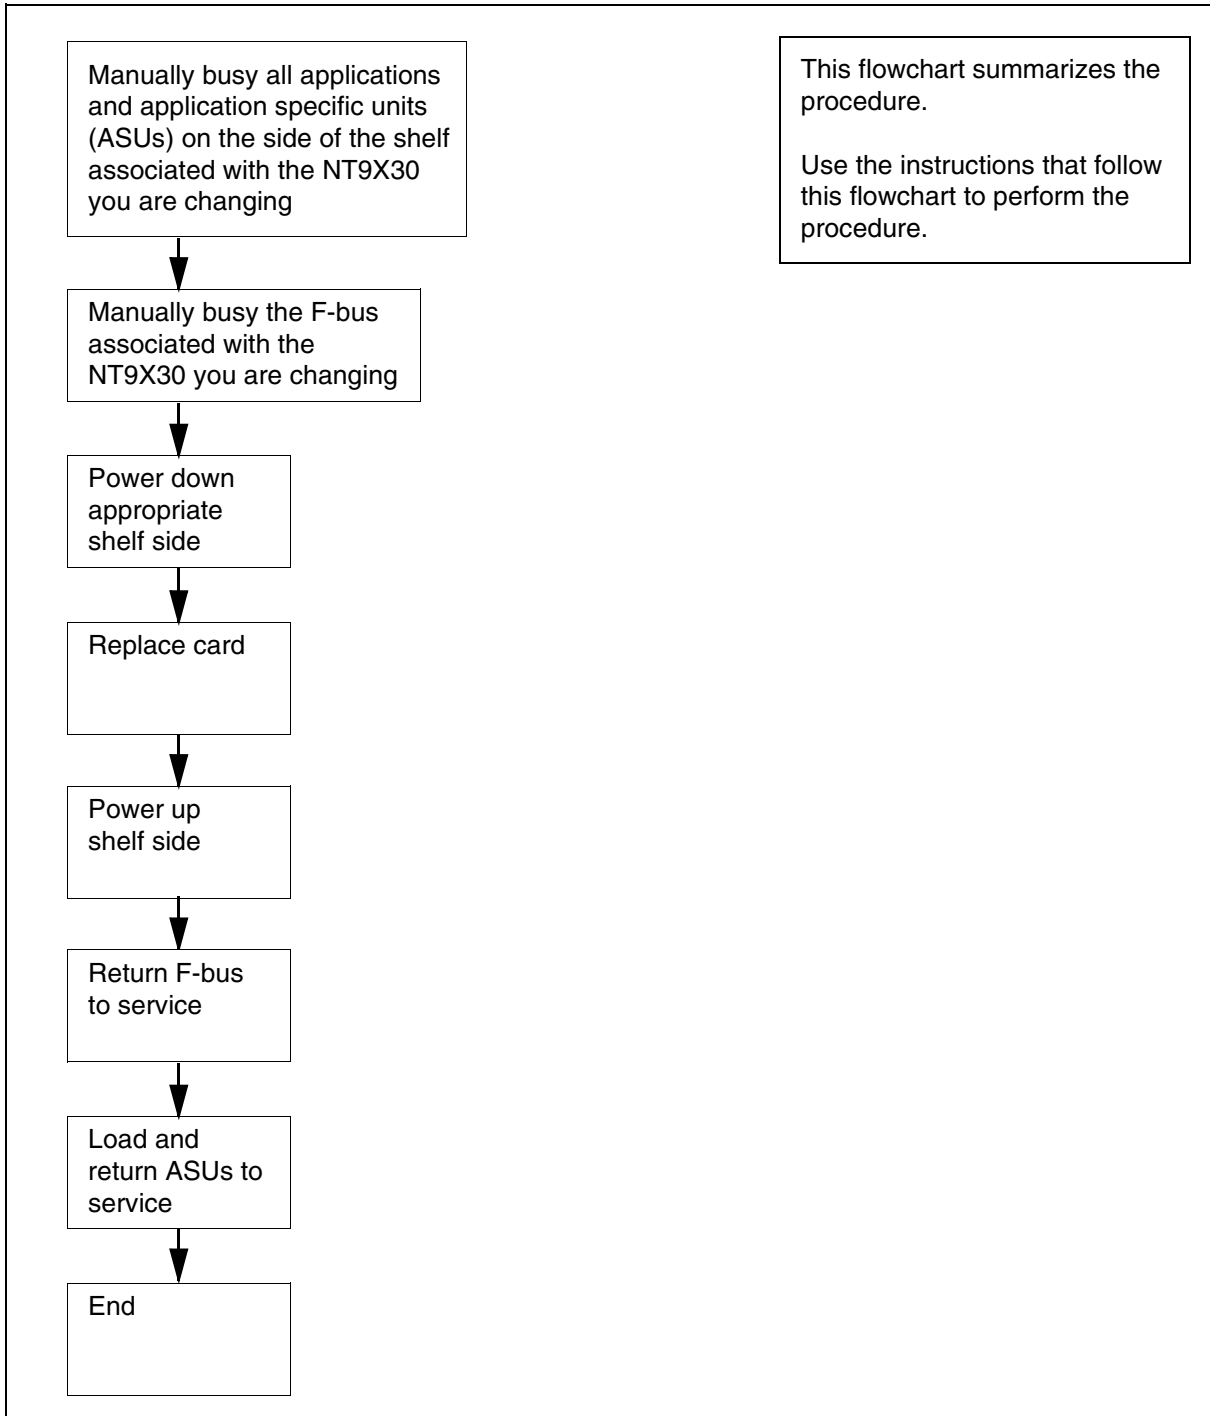 Manually busy all applications
and application specific units
(ASUs) on the side of the shelf
associated with the NT9X30
you are changing
This flowchart summarizes the
procedure.
Use the instructions that follow
this flowchart to perform the
procedure.
Manually busy the F-bus
associated with the
NT9X30 you are changing
Power down
appropriate
shelf side
Replace card
Power up
shelf side
Return F-bus
to service
Load and
return ASUs to
service
End